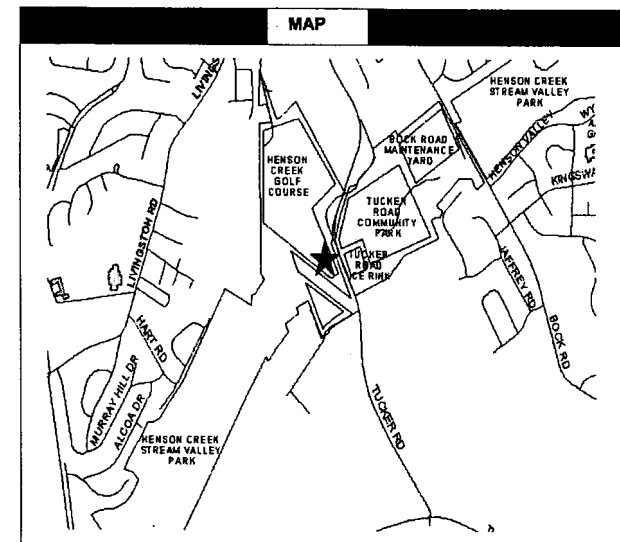 MAP
LIVINGS
HENSON CREEK
STREAM VALLEY
PARK
BOCK ROAD
MAINTENANCE
YARD
HENSON VALLEY
WY
KINGSWA
HENSON
CREEK
GOLF
COURSE
TUCKER
ROAD
COMMUNITY
PARK
LIVINGSTON RD
TUCKER
ROAD
ICE RINK
JAFFREY RD
BOCK RD
HART RD
MURRAY HILL DR
ALCOA DR
TUCKER RD
HENSON CREEK
STREAM VALLEY
PARK